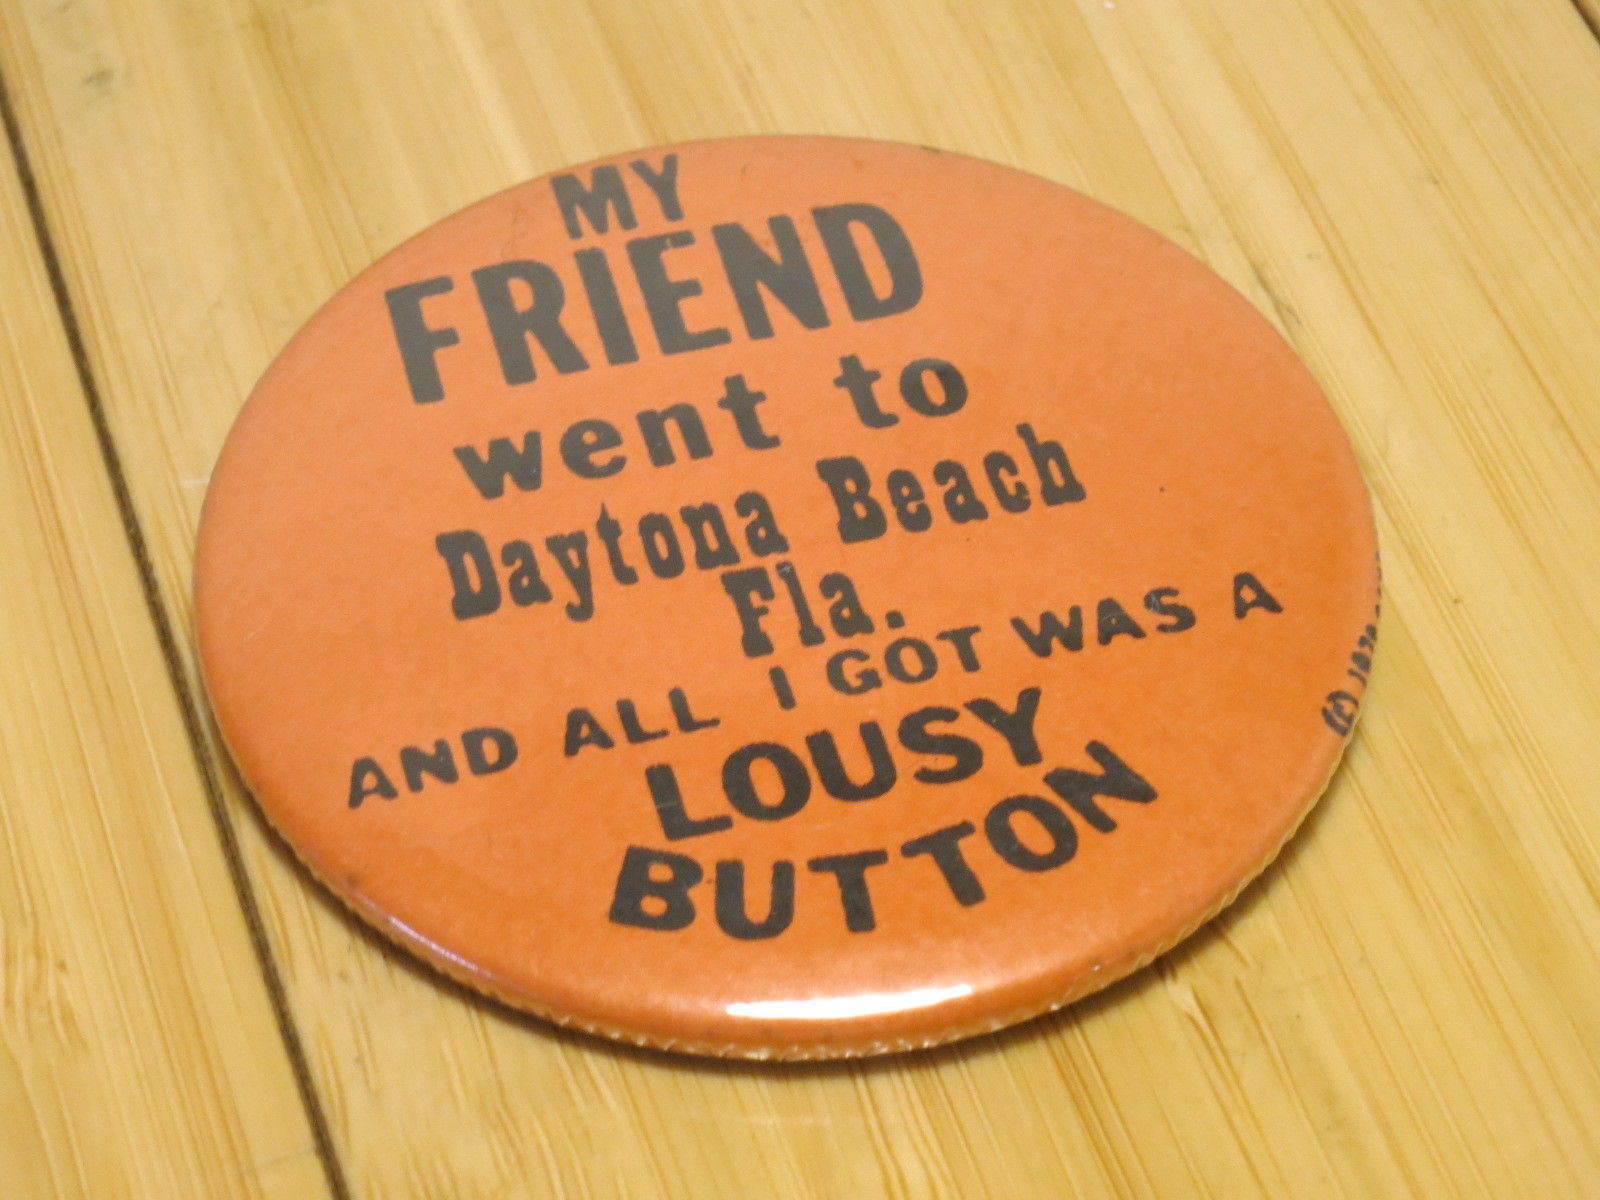 MY
FRIEND
went to
Daytona Beach
Fla.
AND ALL I GOT WAS A
LOUSY
BUTTON
(C)